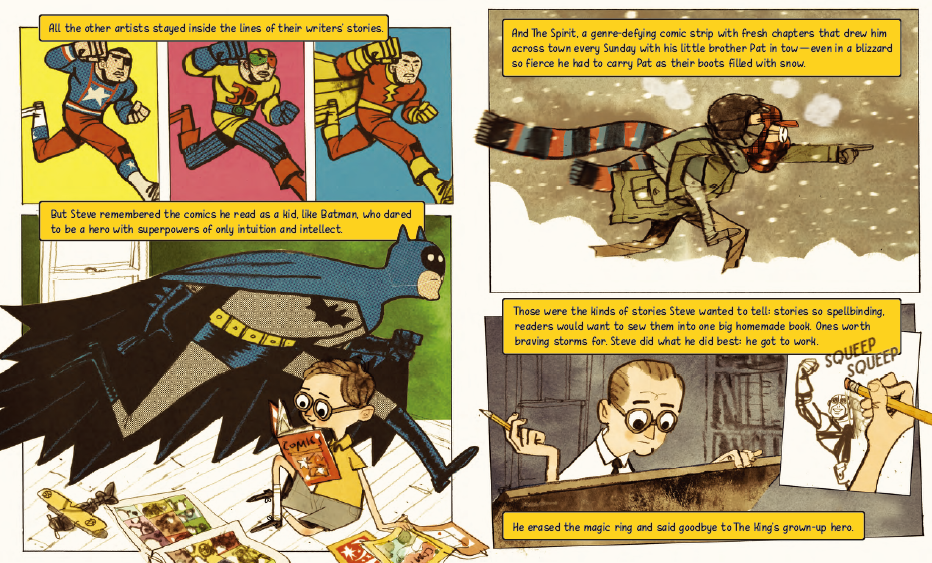 All the other artists stayed inside the lines of their writers' stories.
3D
But Steve remembered the comics he read as a kid, like Batman, who dared
to be a hero with superpowers of only intuition and intellect.
COMICS
And The Spirit, a genre-defying comic strip with fresh chapters that drew him
across town every Sunday with his little brother Pat in tow—even in a blizzard
so fierce he had to carry Pat as their boots filled with snow.
Those were the kinds of stories Steve wanted to tell: stories so spellbinding,
readers would want to sew them into one big homemade book. Ones worth
braving storms for. Steve did what he did best: he got to work.
SQUEEP
SQUEEP
He erased the magic ring and said goodbye to The King's grown-up hero.